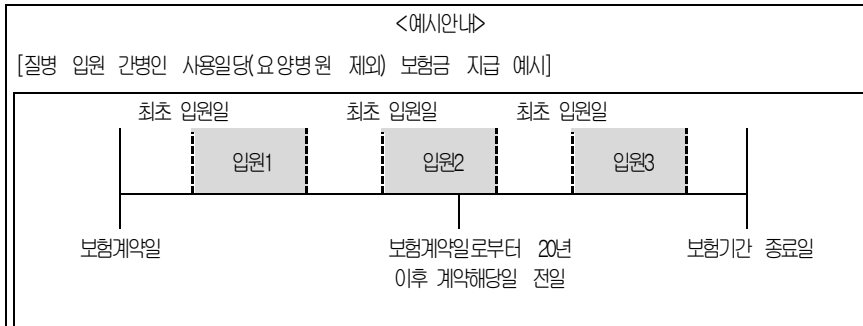 <예시안내>
[질병 입원 간병인 사용일당(요양병원 제외) 보험금 지급 예시]
최초 입원일 최초 입원일 최초 입원일
입원1 입원2 입원3
보험계약일 보험계약일로부터 20년 보험기간 종료일
이후 계약해당일 전일